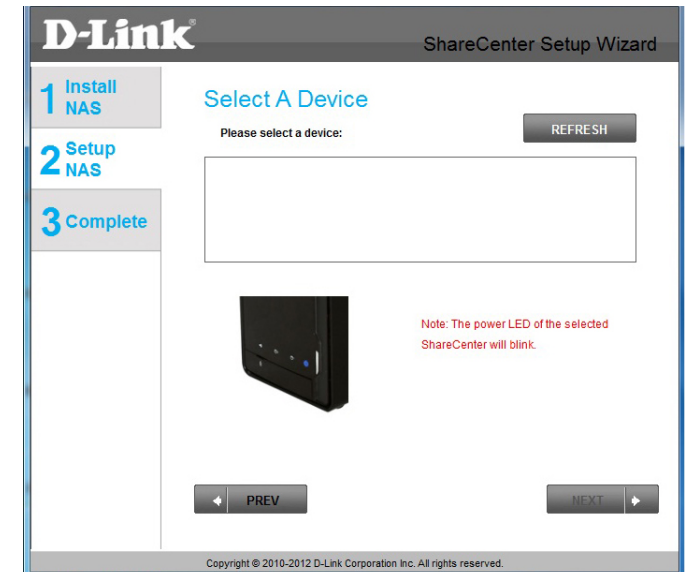 D-Link®
ShareCenter Setup Wizard
1 Install NAS
2 Setup NAS
3 Complete
Select A Device
Please select a device:
REFRESH
Note: The power LED of the selected
ShareCenter will blink.
PREV
NEXT
Copyright © 2010-2012 D-Link Corporation Inc. All rights reserved.